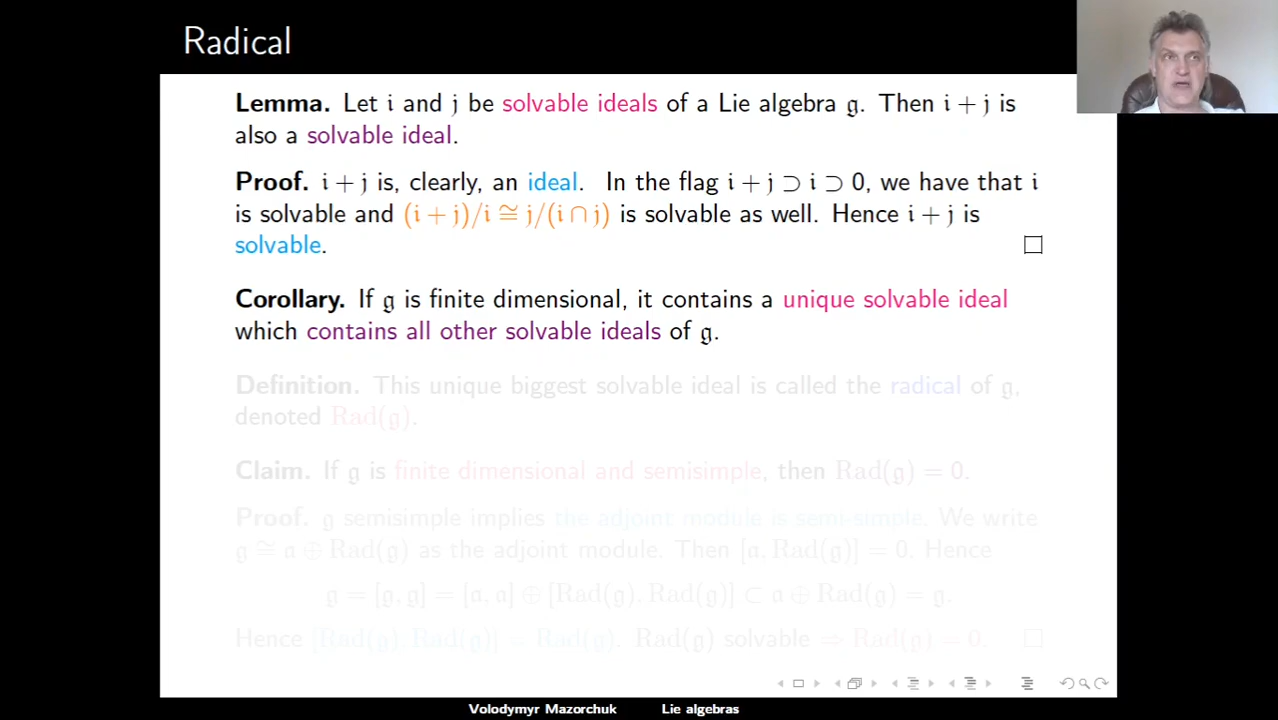 Radical
Lemma. Let 𝔦 and 𝔧 be solvable ideals of a Lie algebra 𝔤. Then 𝔦 + 𝔧 is
also a solvable ideal.
Proof. 𝔦 + 𝔧 is, clearly, an ideal. In the flag 𝔦 + 𝔧 ⊃ 𝔦 ⊃ 0, we have that 𝔦
is solvable and (𝔦 + 𝔧)/𝔦 ≅ 𝔧/(𝔦 ∩ 𝔧) is solvable as well. Hence 𝔦 + 𝔧 is
solvable. □
Corollary. If 𝔤 is finite dimensional, it contains a unique solvable ideal
which contains all other solvable ideals of 𝔤.
Definition. This unique biggest solvable ideal is called the radical of 𝔤,
denoted Rad(𝔤).
Claim. If 𝔤 is finite dimensional and semisimple, then Rad(𝔤) = 0.
Proof. 𝔤 semisimple implies the adjoint module is semi-simple. We write
𝔤 ≅ 𝔞 ⊕ Rad(𝔤) as the adjoint module. Then [𝔞, Rad(𝔤)] = 0. Hence
𝔤 = [𝔤, 𝔤] = [𝔞, 𝔞] ⊕ [Rad(𝔤), Rad(𝔤)] ⊂ 𝔞 ⊕ Rad(𝔤) = 𝔤.
Hence [Rad(𝔤), Rad(𝔤)] = Rad(𝔤). Rad(𝔤) solvable ⇒ Rad(𝔤) = 0. □
Volodymyr Mazorchuk Lie algebras